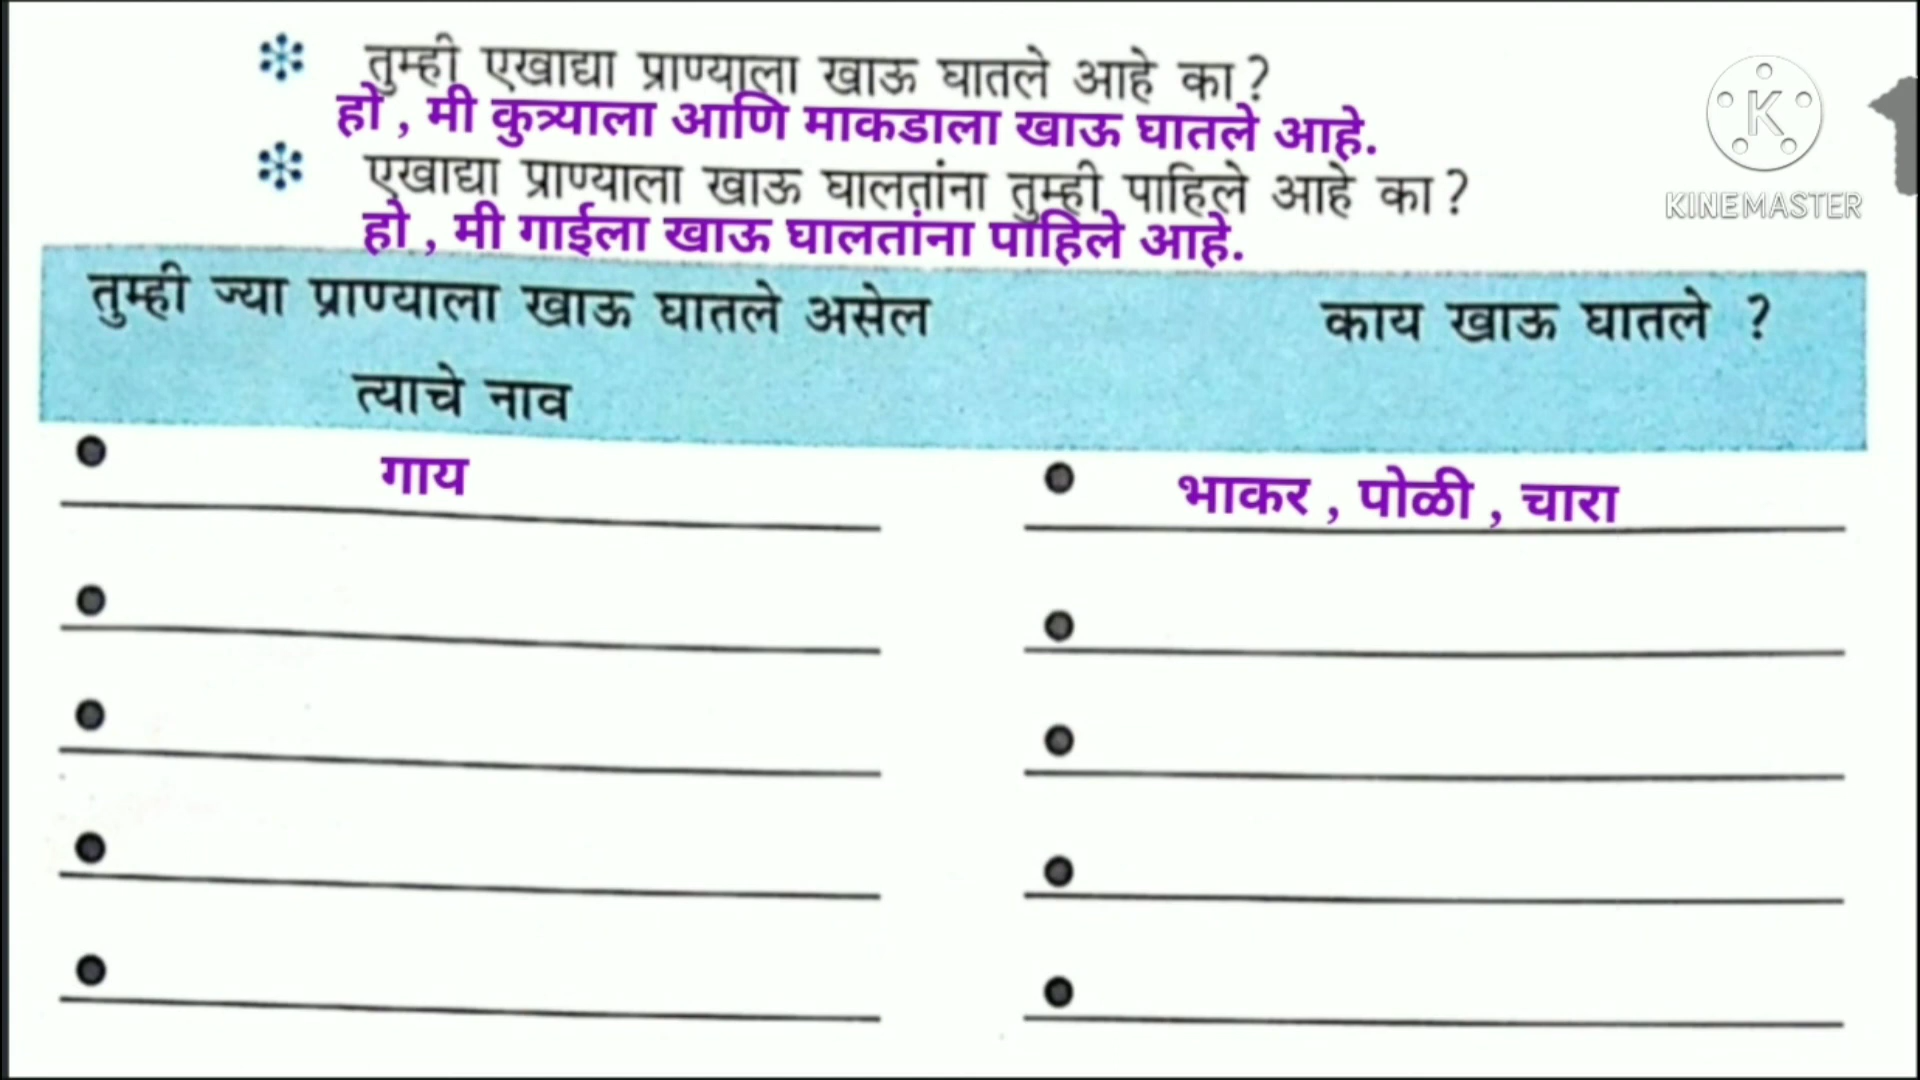 तुम्ही एखाद्या प्राण्याला खाऊ घातले आहे का?
हो , मी कुत्र्याला आणि माकडाला खाऊ घातले आहे.
एखाद्या प्राण्याला खाऊ घालतांना तुम्ही पाहिले आहे का?
हो , मी गाईला खाऊ घालतांना पाहिले आहे.
तुम्ही ज्या प्राण्याला खाऊ घातले असेल
त्याचे नाव
काय खाऊ घातले ?
गाय
भाकर , पोळी , चारा
K
KINEMASTER